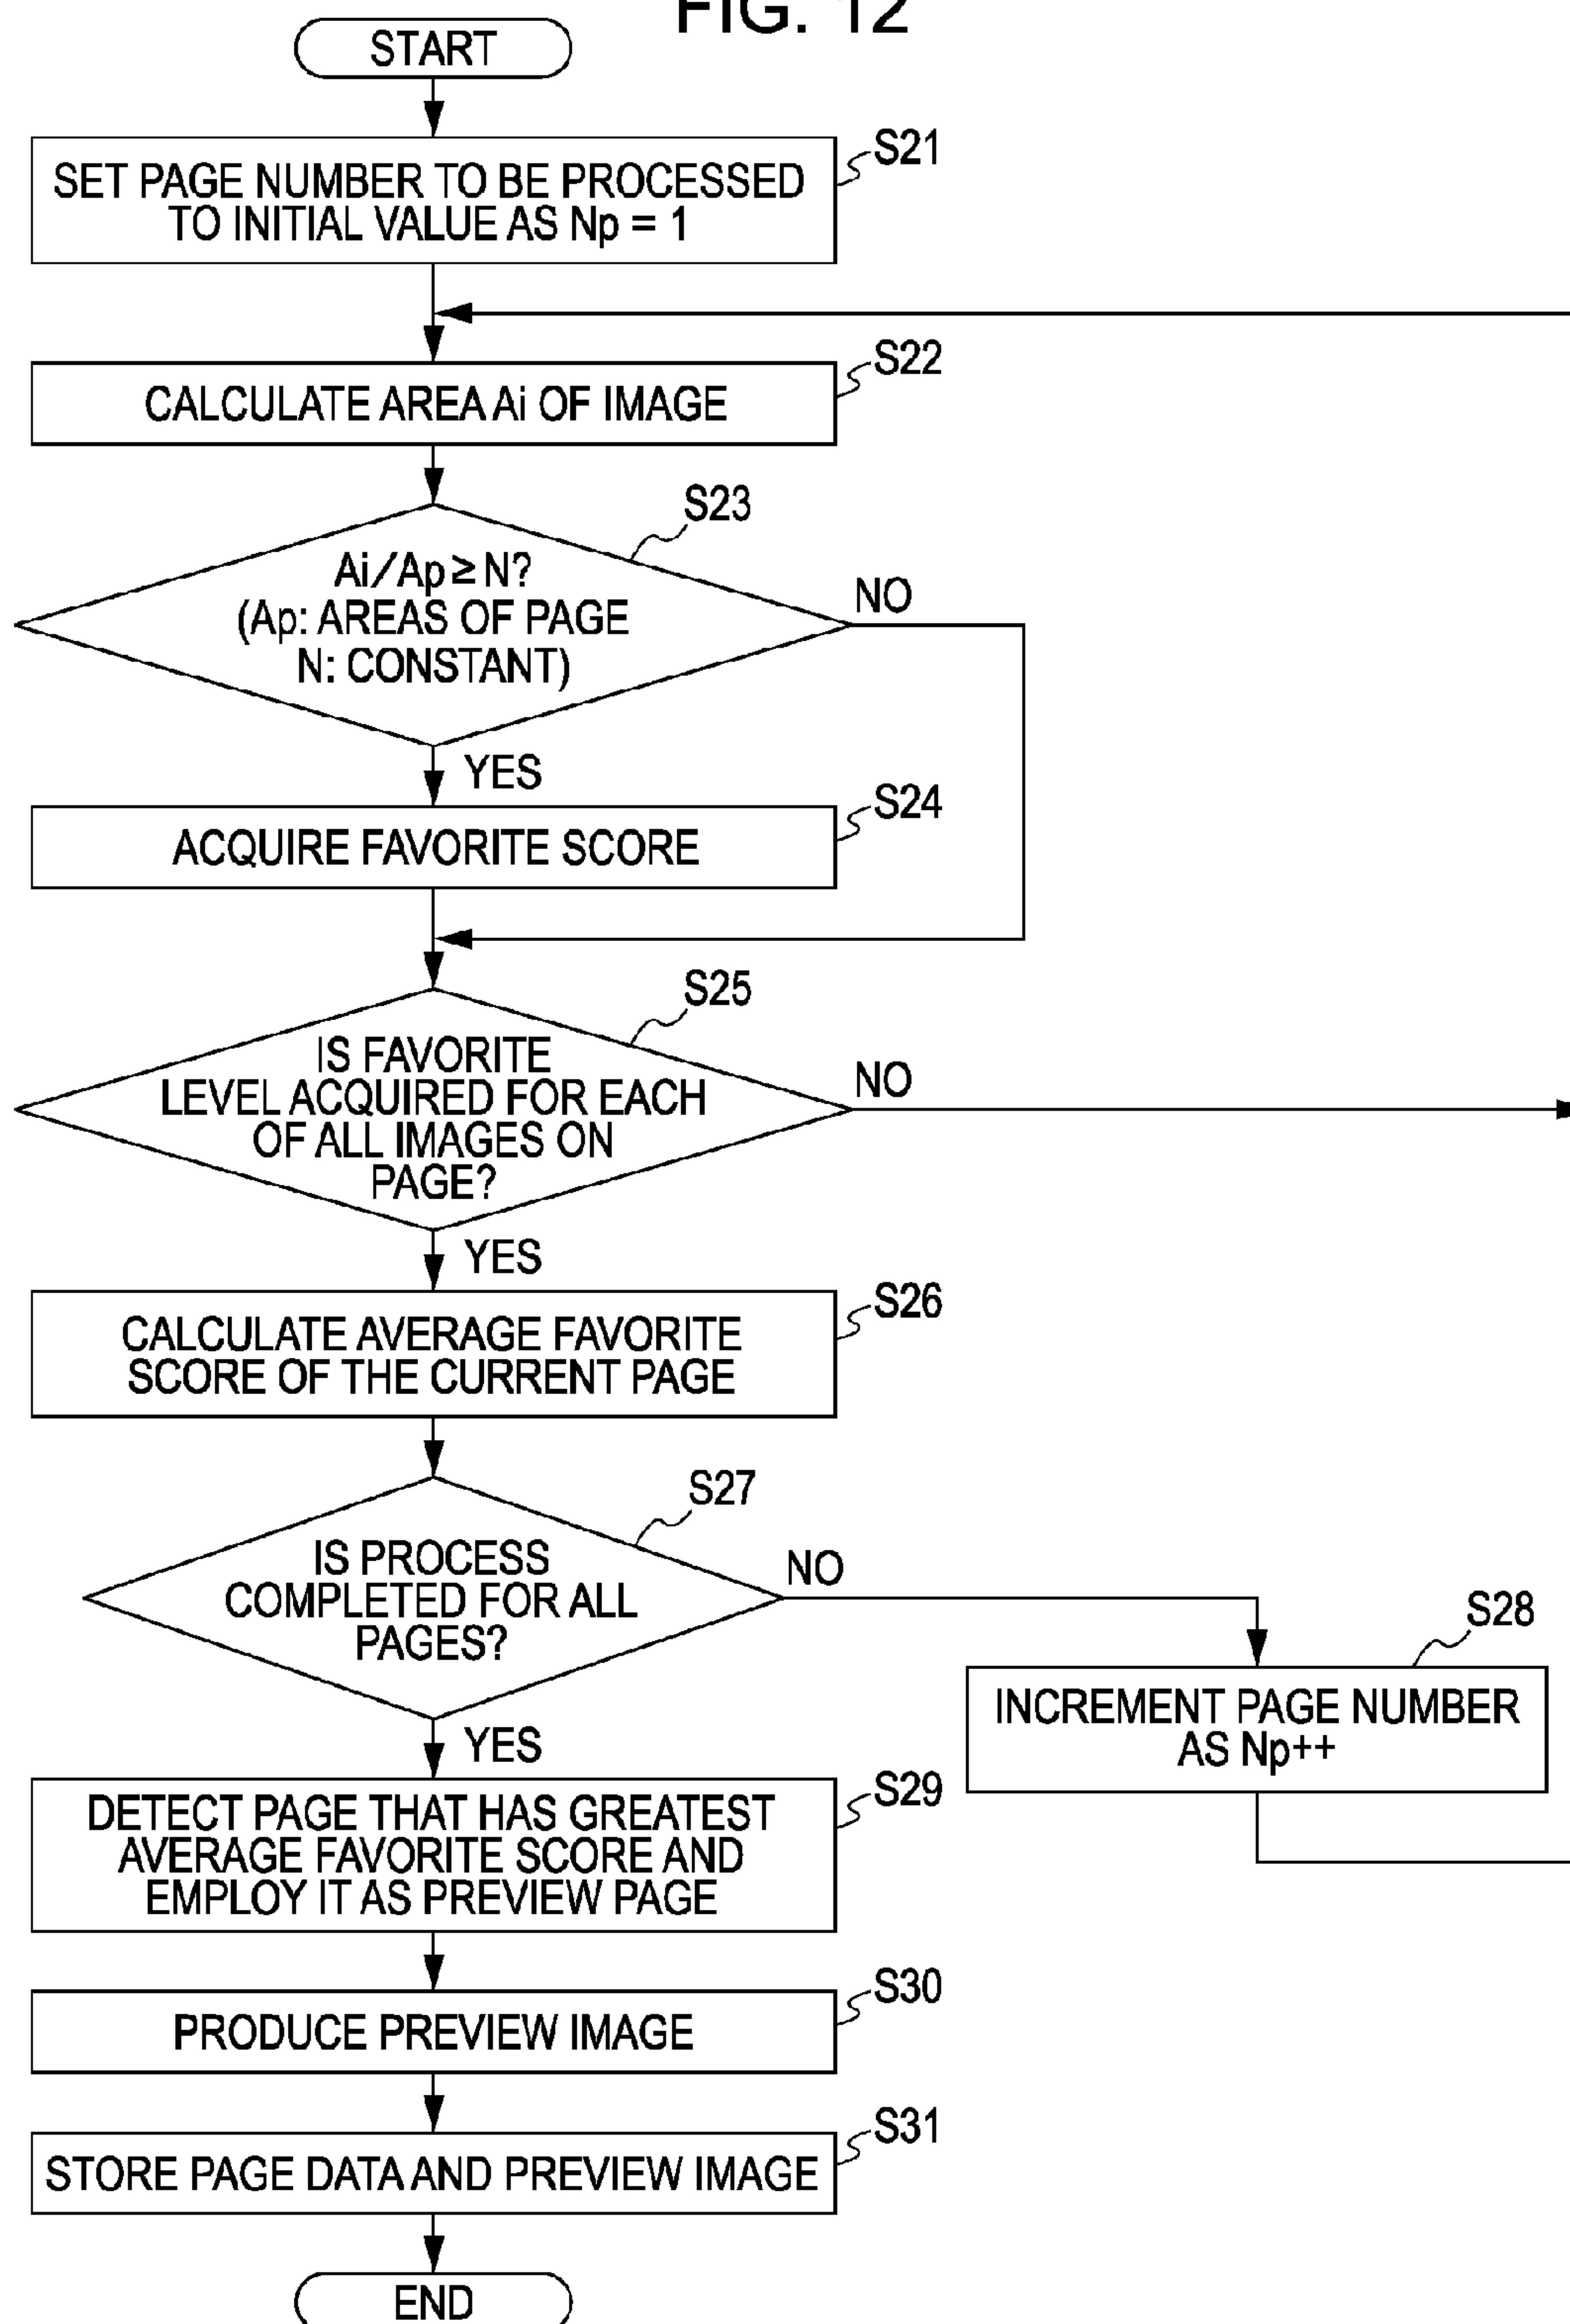 FIG. 12
START
S21
SET PAGE NUMBER TO BE PROCESSED
TO INITIAL VALUE AS Np = 1
S22
CALCULATE AREA Ai OF IMAGE
S23
Ai/Ap ≥ N?
(Ap: AREAS OF PAGE
N: CONSTANT)
NO
YES
S24
ACQUIRE FAVORITE SCORE
S25
IS FAVORITE
LEVEL ACQUIRED FOR EACH
OF ALL IMAGES ON
PAGE?
NO
YES
S26
CALCULATE AVERAGE FAVORITE
SCORE OF THE CURRENT PAGE
S27
IS PROCESS
COMPLETED FOR ALL
PAGES?
NO
S28
INCREMENT PAGE NUMBER
AS Np++
YES
S29
DETECT PAGE THAT HAS GREATEST
AVERAGE FAVORITE SCORE AND
EMPLOY IT AS PREVIEW PAGE
S30
PRODUCE PREVIEW IMAGE
S31
STORE PAGE DATA AND PREVIEW IMAGE
END